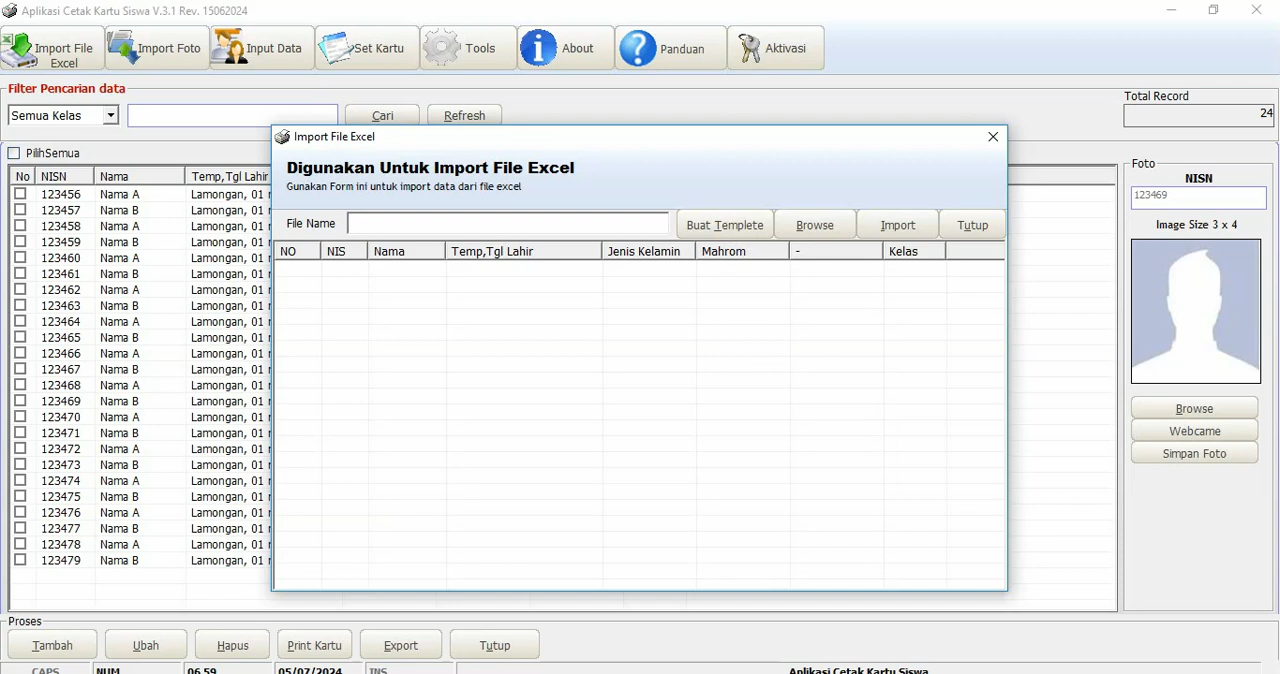 Aplikasi Cetak Kartu Siswa V.3.1 Rev. 15062024
Import File Excel
Import Foto
Input Data
Set Kartu
Tools
About
Panduan
Aktivasi
Filter Pencarian data
Semua Kelas
Cari
Refresh
Total Record
24
PilihSemua
No NISN Nama Temp,Tgl Lahir
123456 Nama A Lamongan, 01
123457 Nama B Lamongan, 01
123458 Nama A Lamongan, 01
123459 Nama B Lamongan, 01
123460 Nama A Lamongan, 01
123461 Nama B Lamongan, 01
123462 Nama A Lamongan, 01
123463 Nama B Lamongan, 01
123464 Nama A Lamongan, 01
123465 Nama B Lamongan, 01
123466 Nama A Lamongan, 01
123467 Nama B Lamongan, 01
123468 Nama A Lamongan, 01
123469 Nama B Lamongan, 01
123470 Nama A Lamongan, 01
123471 Nama B Lamongan, 01
123472 Nama A Lamongan, 01
123473 Nama B Lamongan, 01
123474 Nama A Lamongan, 01
123475 Nama B Lamongan, 01
123476 Nama A Lamongan, 01
123477 Nama B Lamongan, 01
123478 Nama A Lamongan, 01
123479 Nama B Lamongan, 01
Import File Excel
Digunakan Untuk Import File Excel
Gunakan Form ini untuk import data dari file excel
File Name
Buat Templete
Browse
Import
Tutup
NO NIS Nama Temp,Tgl Lahir Jenis Kelamin Mahrom - Kelas
Foto
NISN
123469
Image Size 3 x 4
Browse
Webcame
Simpan Foto
Proses
Tambah
Ubah
Hapus
Print Kartu
Export
Tutup
CAPS NUM 06.59 05/07/2024 INS Aplikasi Cetak Kartu Siswa